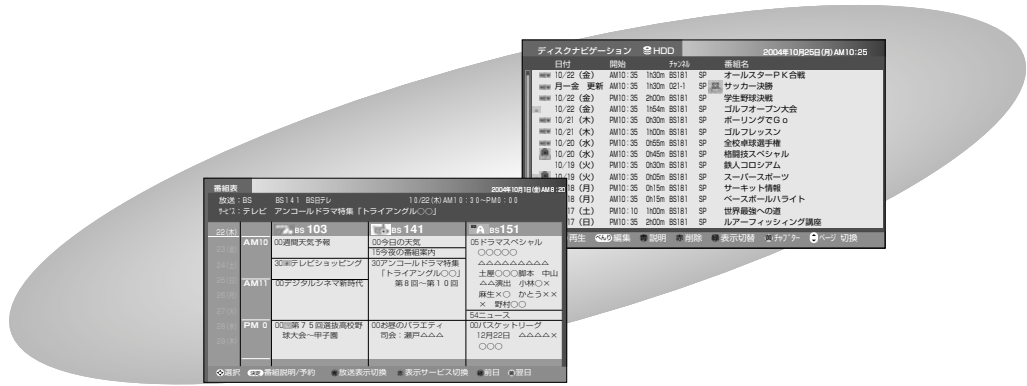 ディスクナビゲーション HDD 2004年10月25日(月)AM10:25
日付 開始 ﾁｬﾝﾈﾙ 番組名
NEW 10/22 (金) AM10:35 1h30m BS181 SP オールスターPK合戦
NEW 月ー金 更新 AM10:35 1h30m 021-1 SP サッカー決勝
NEW 10/22 (金) PM10:35 2h00m BS181 SP 学生野球決戦
10/22 (金) AM10:35 1h54m BS181 SP ゴルフオープン大会
NEW 10/21 (木) PM10:35 0h30m BS181 SP ボーリングでGo
NEW 10/21 (木) AM10:35 1h00m BS181 SP ゴルフレッスン
NEW 10/20 (水) PM10:35 0h55m BS181 SP 全校卓球選手権
10/20 (水) AM10:35 0h45m BS181 SP 格闘技スペシャル
10/19 (火) PM10:35 0h30m BS181 SP 鉄人コロシアム
10/19 (火) AM10:35 0h05m BS181 SP スーパースポーツ
18 (月) PM10:35 0h15m BS181 SP サーキット情報
18 (月) AM10:35 0h15m BS181 SP ベースボールハライト
17 (土) PM10:10 1h00m BS181 SP 世界最強への道
17 (日) PM10:35 2h00m BS181 SP ルアーフィッシング講座
再生 編集 説明 削除 表示切替 ﾁｬﾌﾟﾀｰ ページ 切換
番組表 2004年10月1日(金)AM8:20
放送:BS BS141 BS日テレ 10/22(木)AM10:30~PM0:00
ｻｰﾋﾞｽ:テレビ アンコールドラマ特集「トライアングル○○」
22(木) BS 103 BS 141 BS151
AM10 00週間天気予報 00今日の天気 05ドラマスペシャル
15今夜の番組案内 ○○○○○
30テレビショッピング 30アンコールドラマ特集 △△△△△△△△△
「トライアングル○○」 土屋○○○脚本 中山
AM11 00デジタルシネマ新時代 第8回~第10回 △△演出 小林○×
麻生×○ かとう××
× 野村○○
54ニュース
PM 0 00第75回選抜高校野 00お昼のバラエティ 00バスケットリーグ
球大会~甲子園 司会:瀬戸△△△ 12月22日 △△△△×
○○○
選択 決定 番組説明/予約 放送表示切換 表示サービス切換 前日 翌日